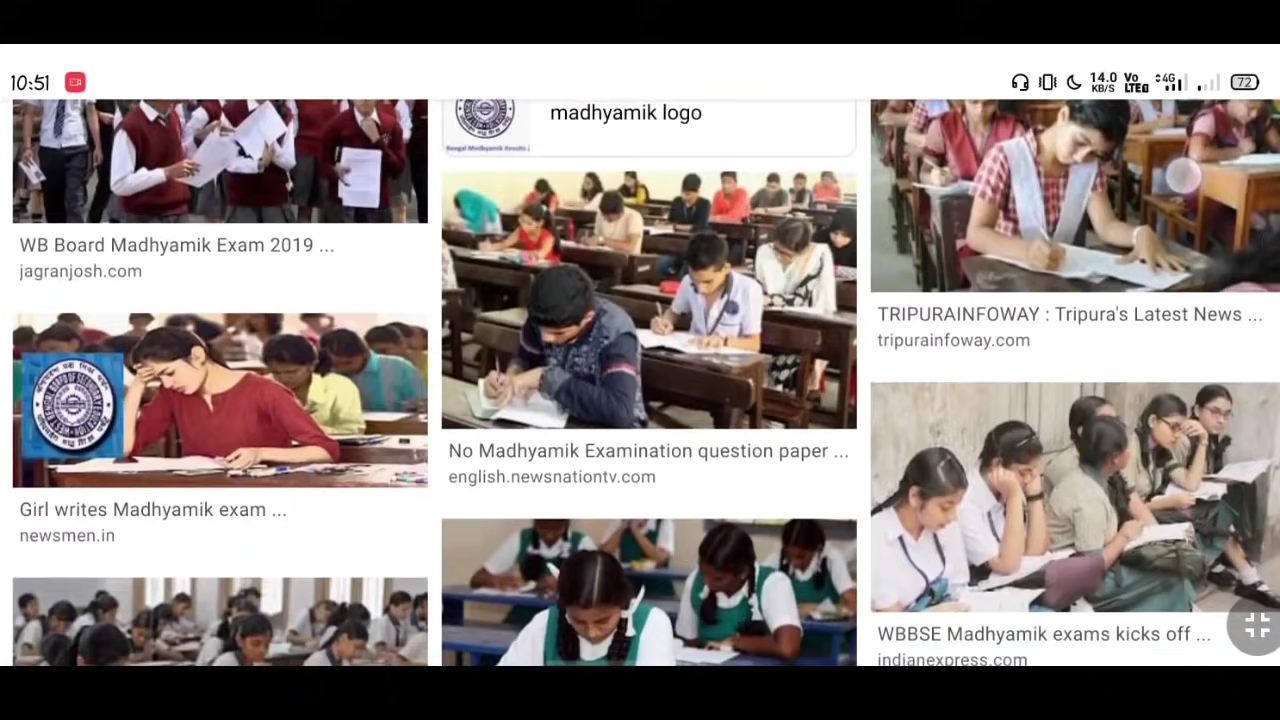 10:51
14.0
KB/S
Vo
LTE
4G
72
madhyamik logo
WB Board Madhyamik Exam 2019 ...
jagranjosh.com
Girl writes Madhyamik exam ...
newsmen.in
No Madhyamik Examination question paper ...
english.newsnationtv.com
TRIPURAINFOWAY : Tripura's Latest News ...
tripurainfoway.com
WBBSE Madhyamik exams kicks off ...
indianexpress.com